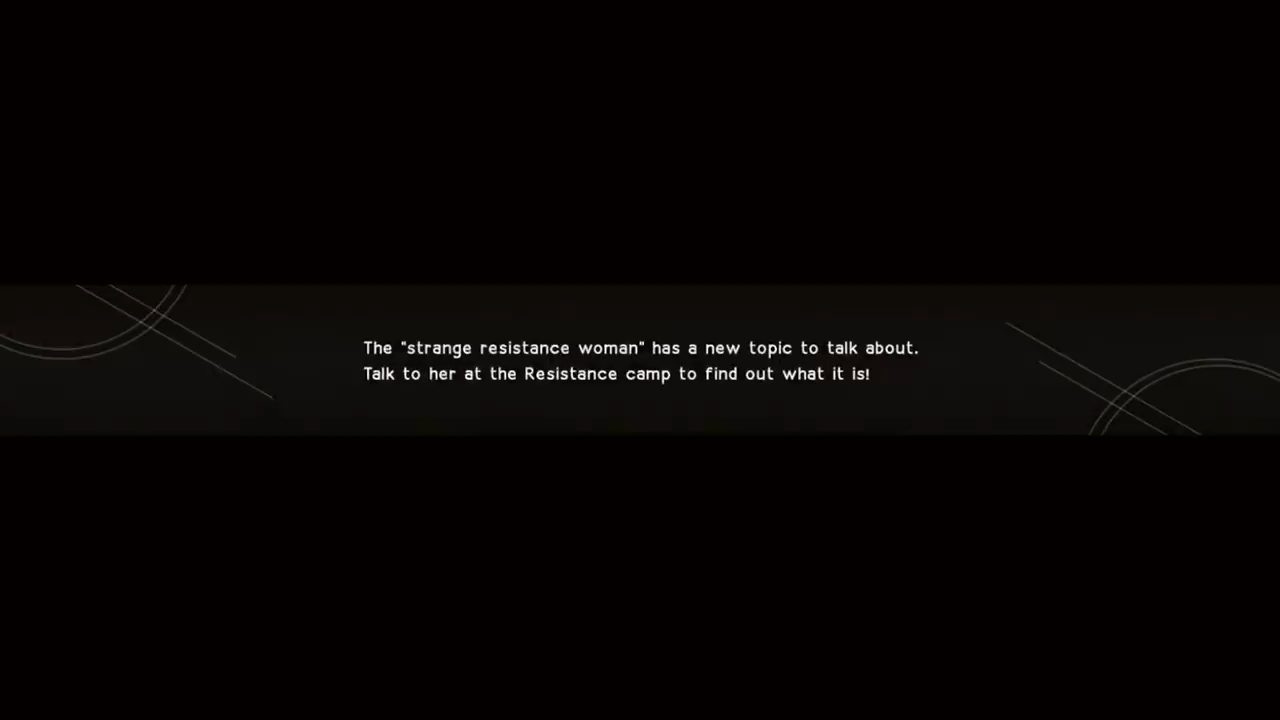 The "strange resistance woman" has a new topic to talk about.
Talk to her at the Resistance camp to find out what it is!